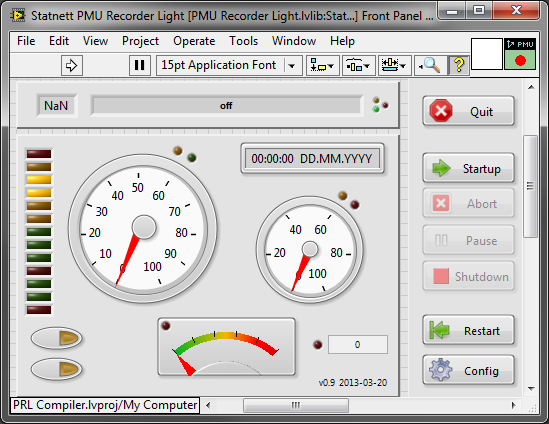 Statnett PMU Recorder Light [PMU Recorder Light.lvlib:Stat...] Front Panel ...
File Edit View Project Operate Tools Window Help
15pt Application Font
?
PMU
NaN
off
Quit
00:00:00 DD.MM.YYYY
Startup
Abort
Pause
Shutdown
0 10 20 30 40 50 60 70 80 90 100
0 20 40 60 80 100
0
v0.9 2013-03-20
Restart
Config
PRL Compiler.lvproj/My Computer